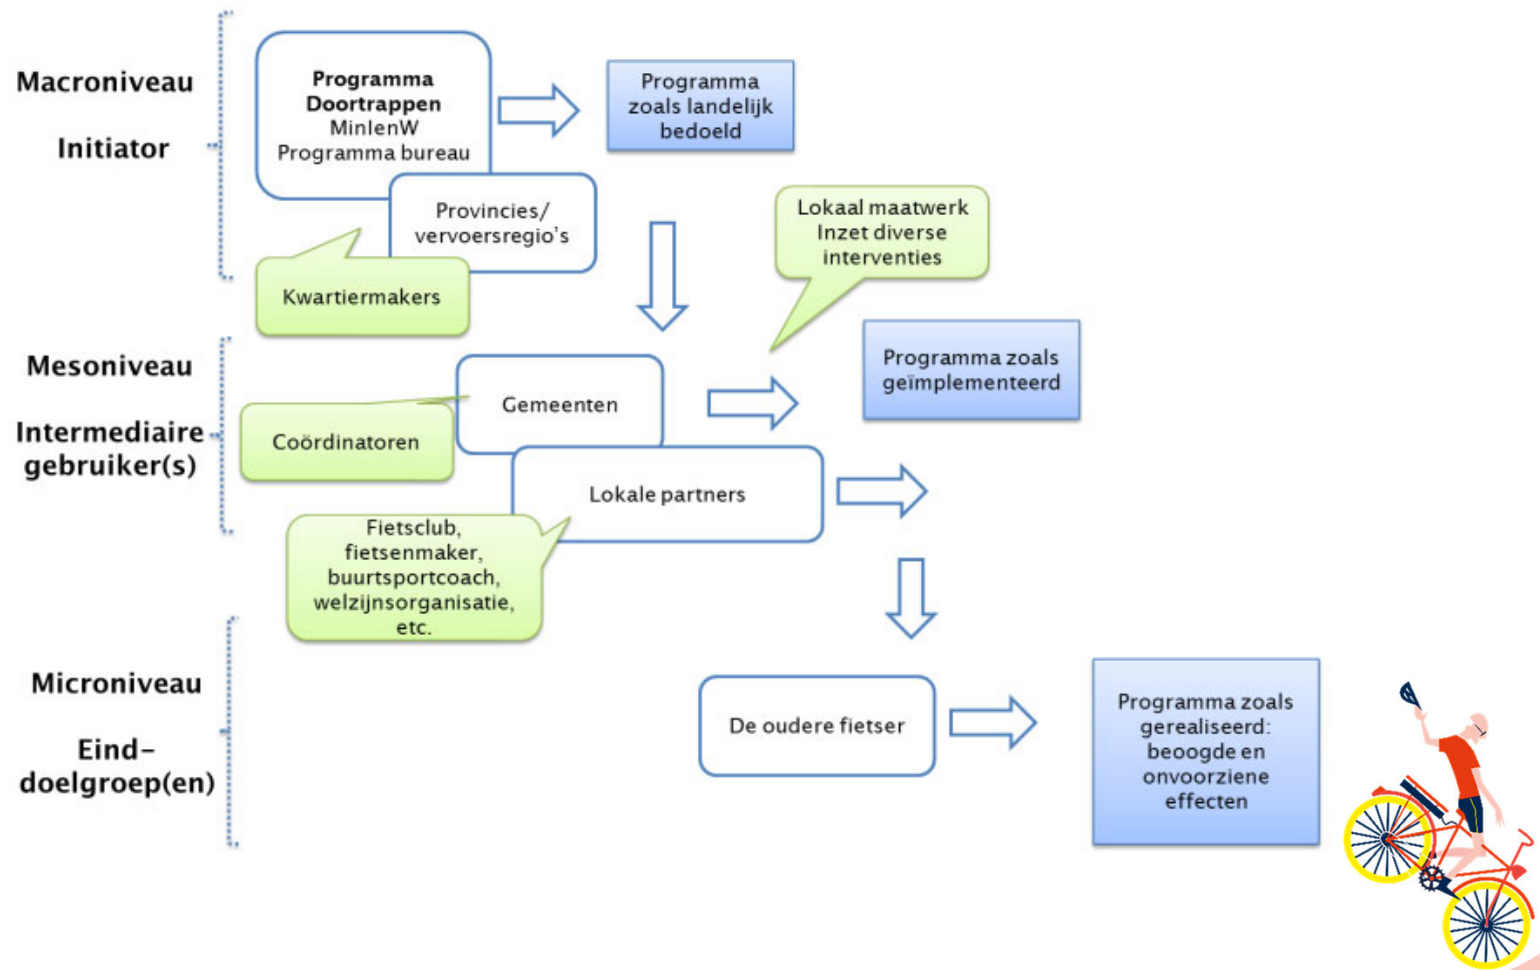 Macroniveau
Initiator
Programma
Doortrappen
MinIenW
Programma bureau
Provincies/
vervoersregio's
Kwartiermakers
Programma
zoals landelijk
bedoeld
Lokaal maatwerk
Inzet diverse
interventies
Mesoniveau
Intermediaire
gebruiker(s)
Gemeenten
Coördinatoren
Lokale partners
Fietsclub,
fietsenmaker,
buurtsportcoach,
welzijnsorganisatie,
etc.
Programma zoals
geïmplementeerd
Microniveau
Eind-
doelgroep(en)
De oudere fietser
Programma zoals
gerealiseerd:
beoogde en
onvoorziene
effecten